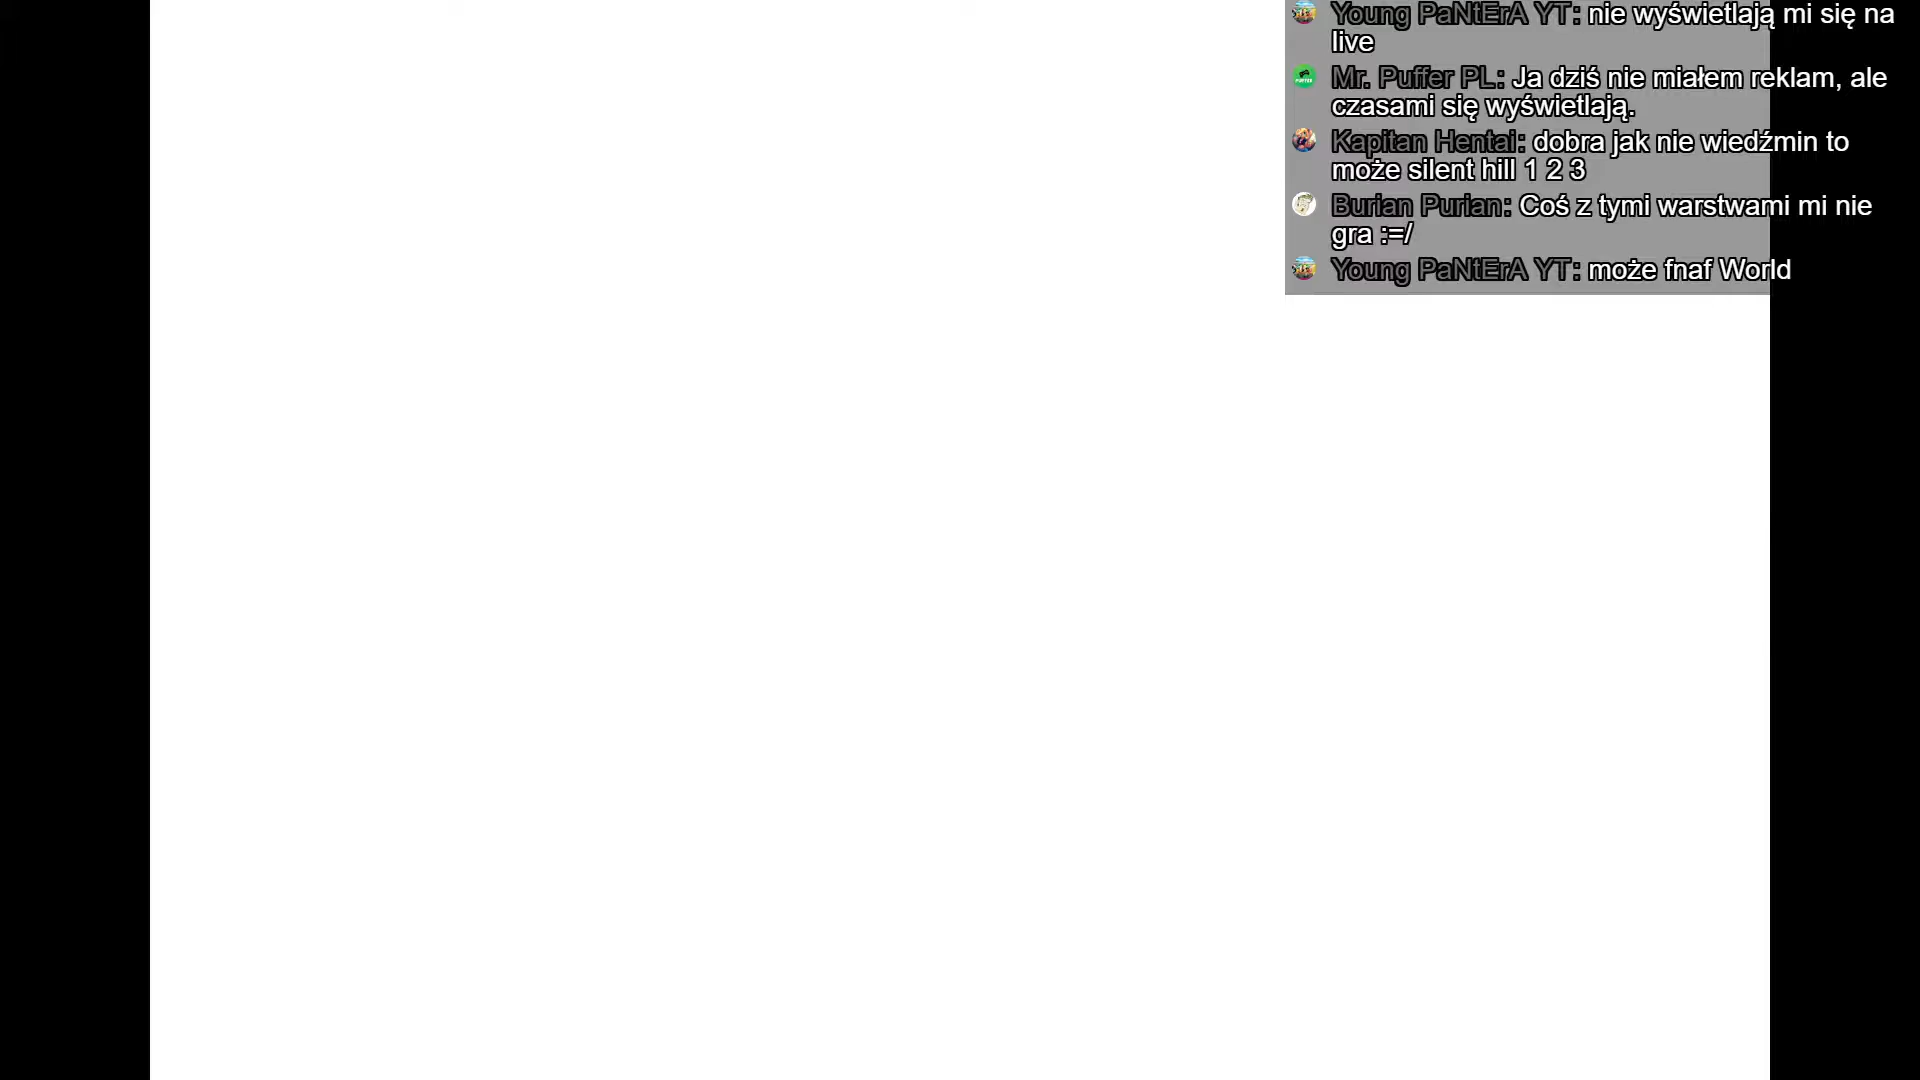 Young PaNtErA YT: nie wyświetlają mi się na
live
Mr. Puffer PL: Ja dziś nie miałem reklam, ale
czasami się wyświetlają.
Kapitan Hentai: dobra jak nie wiedźmin to
może silent hill 1 2 3
Burian Purian: Coś z tymi warstwami mi nie
gra :=/
Young PaNtErA YT: może fnaf World